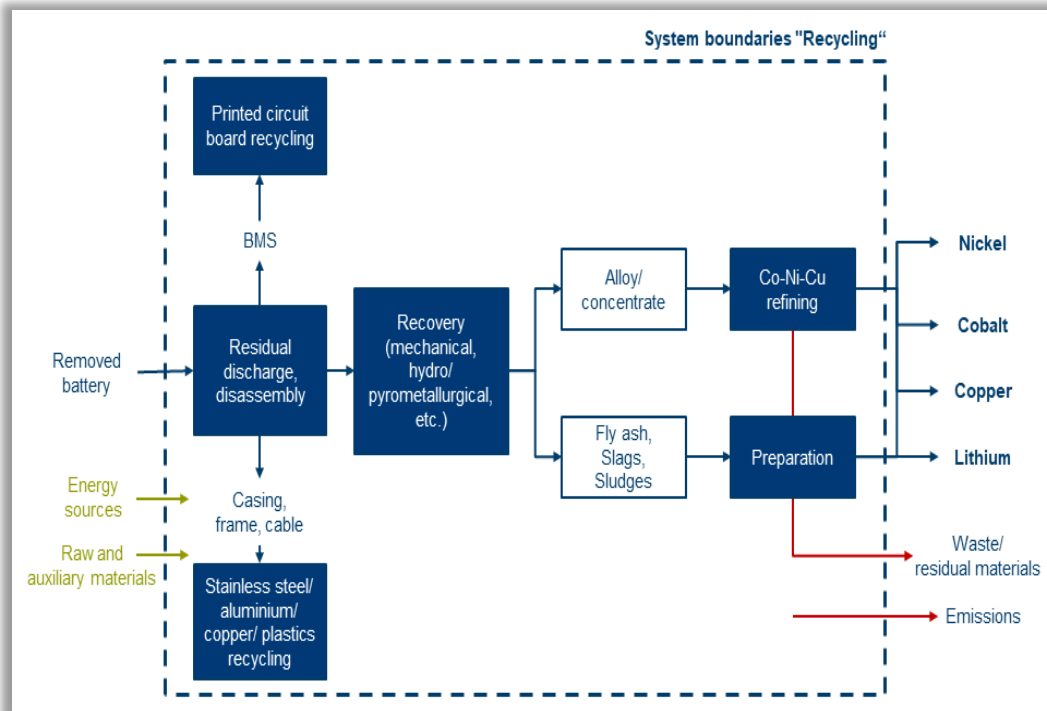 System boundaries "Recycling“
Printed circuit
board recycling
BMS
Removed
battery
Residual
discharge,
disassembly
Recovery
(mechanical,
hydro/
pyrometallurgical,
etc.)
Alloy/
concentrate
Co-Ni-Cu
refining
Fly ash,
Slags,
Sludges
Preparation
Nickel
Cobalt
Copper
Lithium
Energy
sources
Raw and
auxiliary materials
Casing,
frame, cable
Stainless steel/
aluminium/
copper/ plastics
recycling
Waste/
residual materials
Emissions